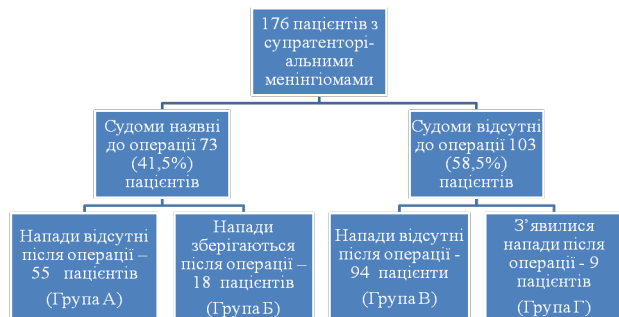 176 пацієнтів з
супратенторі-
альними
менінгіомами
Судоми наявні
до операції 73
(41,5%)
пацієнтів
Судоми відсутні
до операції 103
(58,5%)
пацієнтів
Напади відсутні
після операції –
55 пацієнтів
(Група А)
Напади
зберігаються
після операції –
18 пацієнтів
(Група Б)
Напади відсутні
після операції -
94 пацієнти
(Група В)
З’явилися
напади після
операції - 9
пацієнтів
(Група Г)